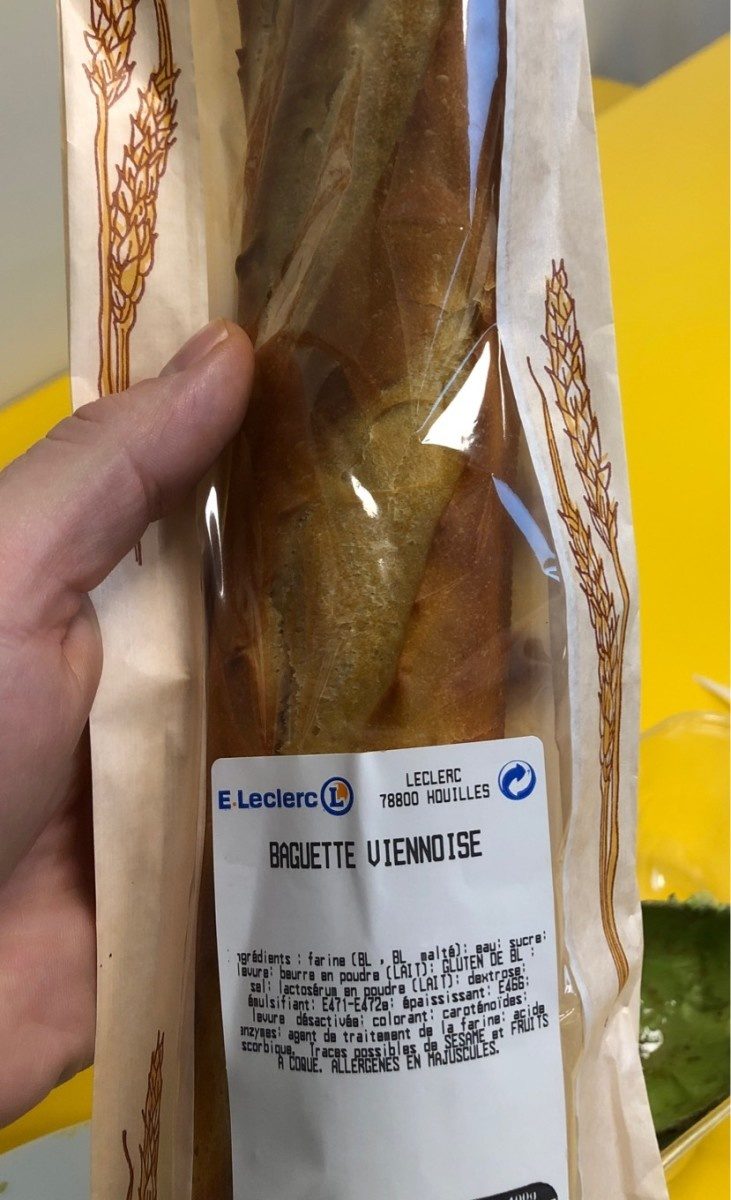 E.Leclerc L
LECLERC
78800 HOUILLES
BAGUETTE VIENNOISE
ngrédients : farine (BL , BL malté); eau; sucre;
levure; beurre en poudre (LAIT); GLUTEN DE BL ;
sel; lactosérum en poudre (LAIT); dextrose;
émulsifiant: E471-E472e; épaississant: E466;
levure désactivée; colorant: caroténoïdes;
enzymes; agent de traitement de la farine: acide
scorbique. Traces possibles de SESAME et FRUITS
A COQUE. ALLERGENES EN MAJUSCULES.